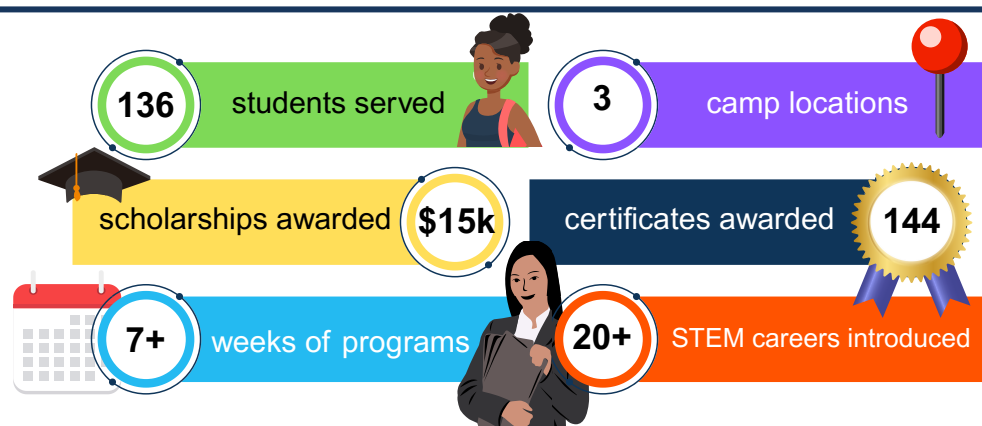 136
students served
3
camp locations
scholarships awarded
$15k
certificates awarded
144
7+
weeks of programs
20+
STEM careers introduced